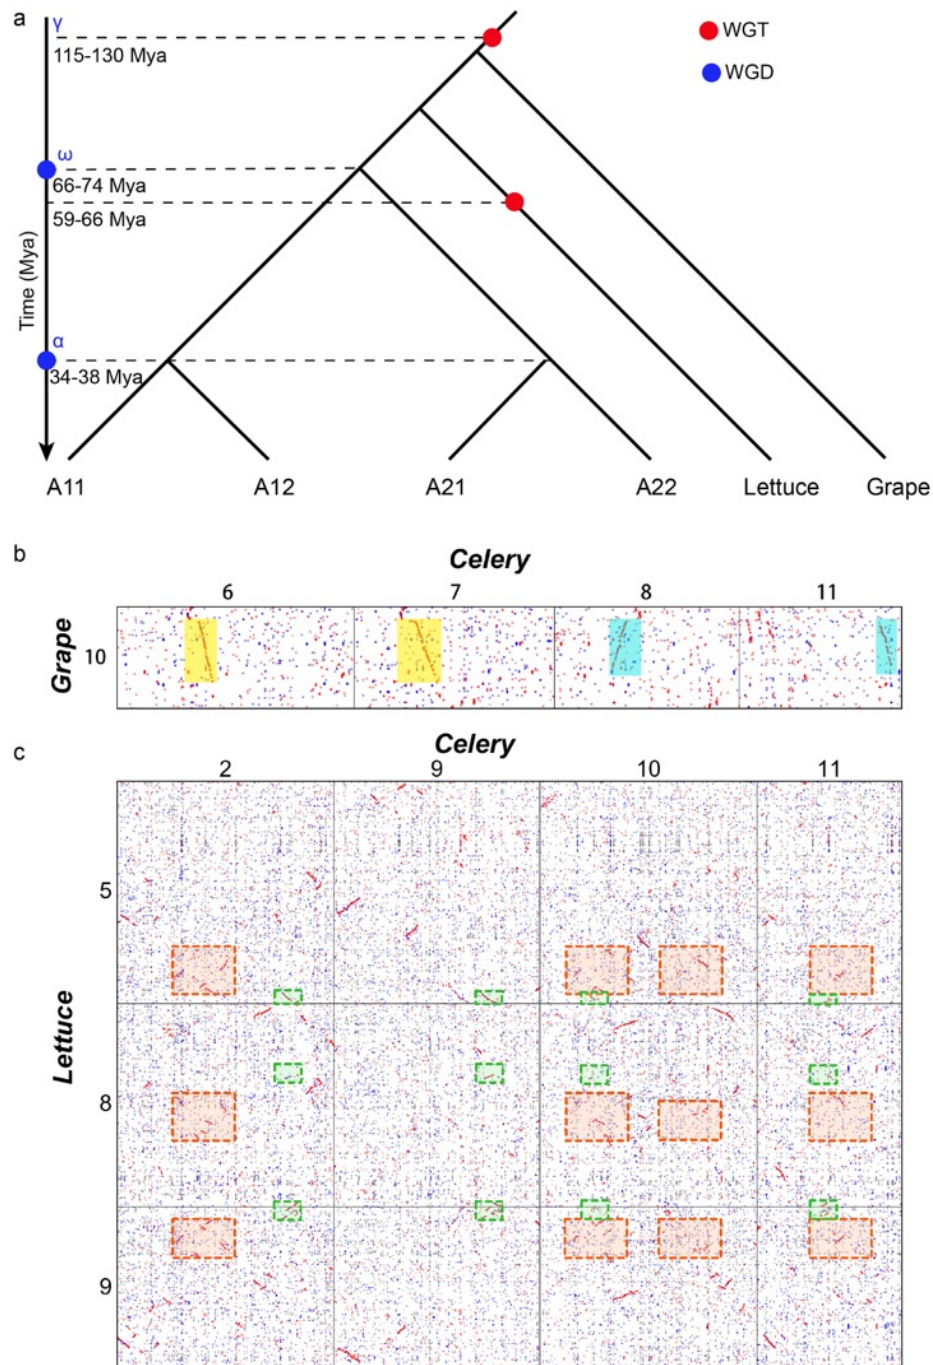 a
γ
WGT
115-130 Mya
WGD
ω
66-74 Mya
59-66 Mya
Time (Mya)
α
34-38 Mya
A11 A12 A21 A22 Lettuce Grape
b
Celery
6 7 8 11
Grape
10
c
Celery
2 9 10 11
5
Lettuce
8
9